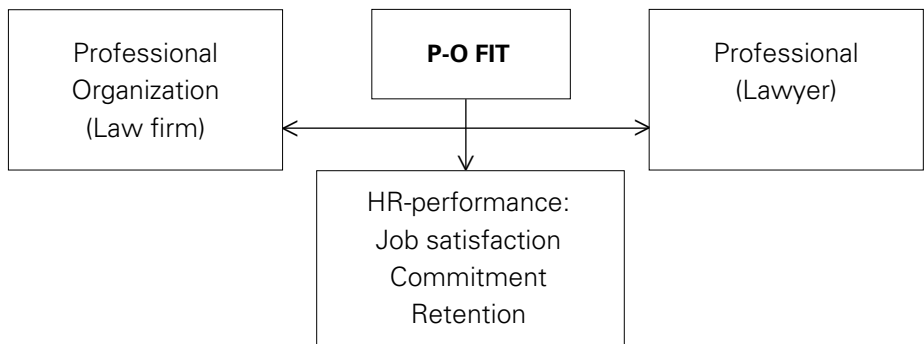 Professional
Organization
(Law firm)
P-O FIT
Professional
(Lawyer)
HR-performance:
Job satisfaction
Commitment
Retention